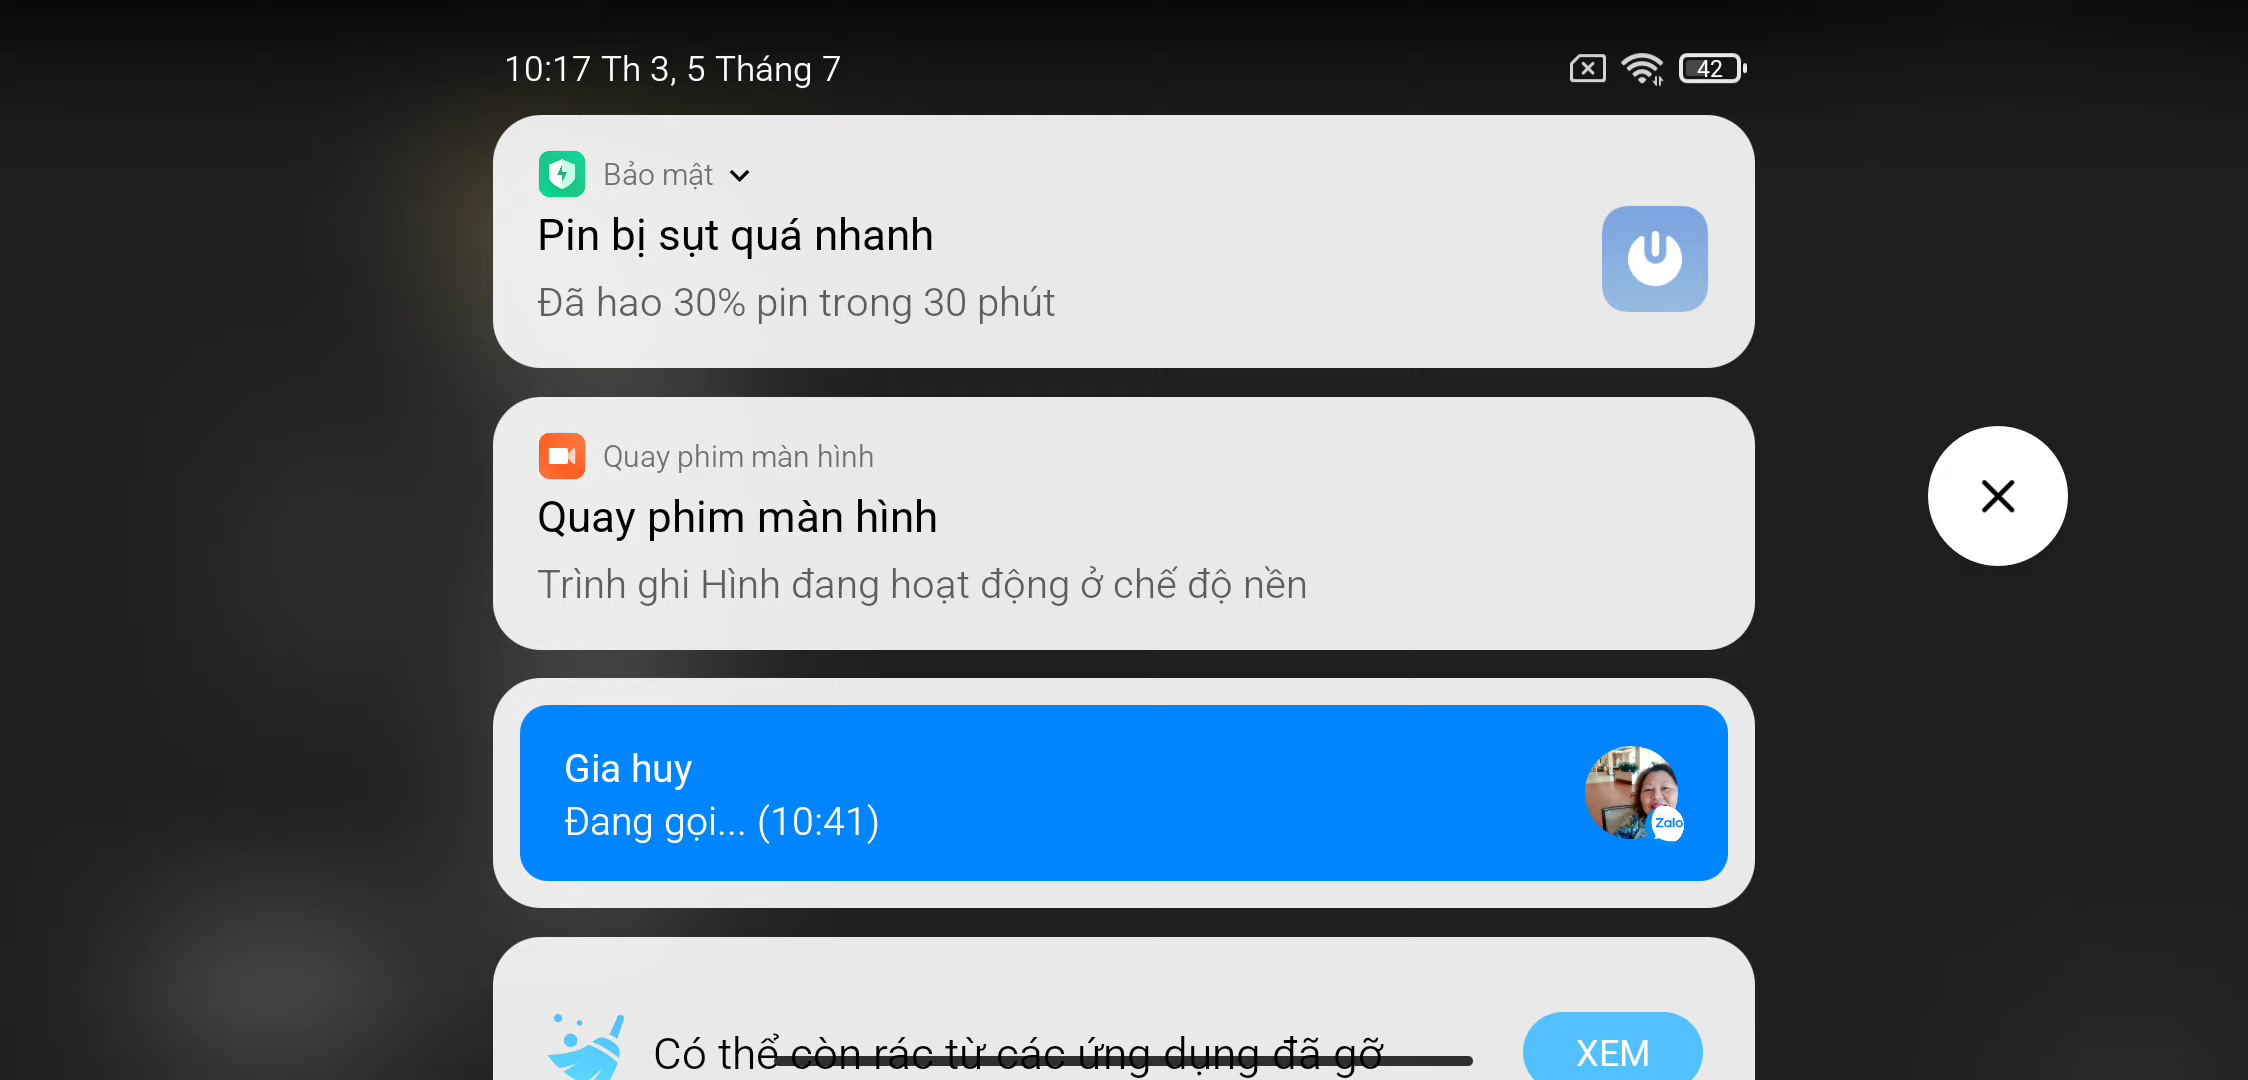 10:17 Th 3, 5 Tháng 7
42
Bảo mật
Pin bị sụt quá nhanh
Đã hao 30% pin trong 30 phút
Quay phim màn hình
Quay phim màn hình
Trình ghi Hình đang hoạt động ở chế độ nền
Gia huy
Đang gọi... (10:41)
Zalo
Có thể còn rác từ các ứng dụng đã gỡ
XEM